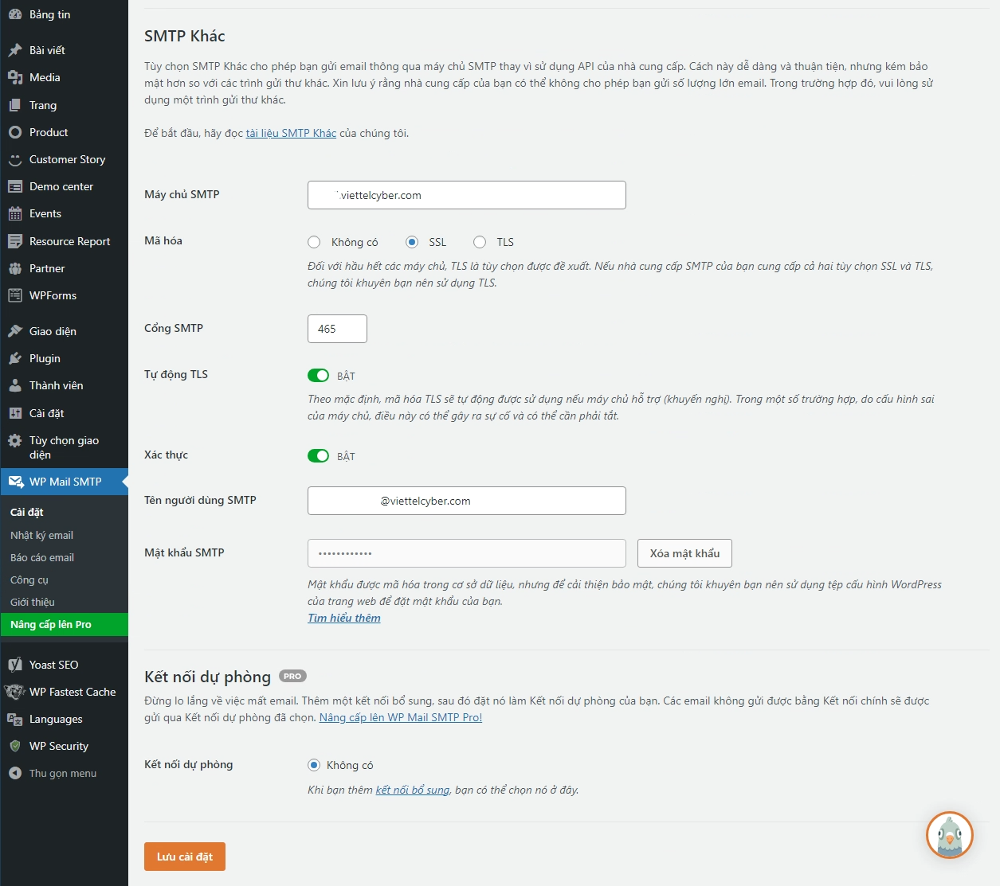 Bảng tin
Bài viết
Media
Trang
Product
Customer Story
Demo center
Events
Resource Report
Partner
WPForms
Giao diện
Plugin
Thành viên
Cài đặt
Tùy chọn giao
diện
WP Mail SMTP
Cài đặt
Nhật ký email
Báo cáo email
Công cụ
Giới thiệu
Nâng cấp lên Pro
Yoast SEO
WP Fastest Cache
Languages
WP Security
Thu gọn menu
SMTP Khác
Tùy chọn SMTP Khác cho phép bạn gửi email thông qua máy chủ SMTP thay vì sử dụng API của nhà cung cấp. Cách này dễ dàng và thuận tiện, nhưng kém bảo
mật hơn so với các trình gửi thư khác. Xin lưu ý rằng nhà cung cấp của bạn có thể không cho phép bạn gửi số lượng lớn email. Trong trường hợp đó, vui lòng sử
dụng một trình gửi thư khác.
Để bắt đầu, hãy đọc tài liệu SMTP Khác của chúng tôi.
Máy chủ SMTP
.viettelcyber.com
Mã hóa
Không có
SSL
TLS
Đối với hầu hết các máy chủ, TLS là tùy chọn được đề xuất. Nếu nhà cung cấp SMTP của bạn cung cấp cả hai tùy chọn SSL và TLS,
chúng tôi khuyên bạn nên sử dụng TLS.
Cổng SMTP
465
Tự động TLS
BẬT
Theo mặc định, mã hóa TLS sẽ tự động được sử dụng nếu máy chủ hỗ trợ (khuyến nghị). Trong một số trường hợp, do cấu hình sai
của máy chủ, điều này có thể gây ra sự cố và có thể cần phải tắt.
Xác thực
BẬT
Tên người dùng SMTP
@viettelcyber.com
Mật khẩu SMTP
••••••••••••
Xóa mật khẩu
Mật khẩu được mã hóa trong cơ sở dữ liệu, nhưng để cải thiện bảo mật, chúng tôi khuyên bạn nên sử dụng tệp cấu hình WordPress
của trang web để đặt mật khẩu của bạn.
Tìm hiểu thêm
Kết nối dự phòng PRO
Đừng lo lắng về việc mất email. Thêm một kết nối bổ sung, sau đó đặt nó làm Kết nối dự phòng của bạn. Các email không gửi được bằng Kết nối chính sẽ được
gửi qua Kết nối dự phòng đã chọn. Nâng cấp lên WP Mail SMTP Pro!
Kết nối dự phòng
Không có
Khi bạn thêm kết nối bổ sung, bạn có thể chọn nó ở đây.
Lưu cài đặt